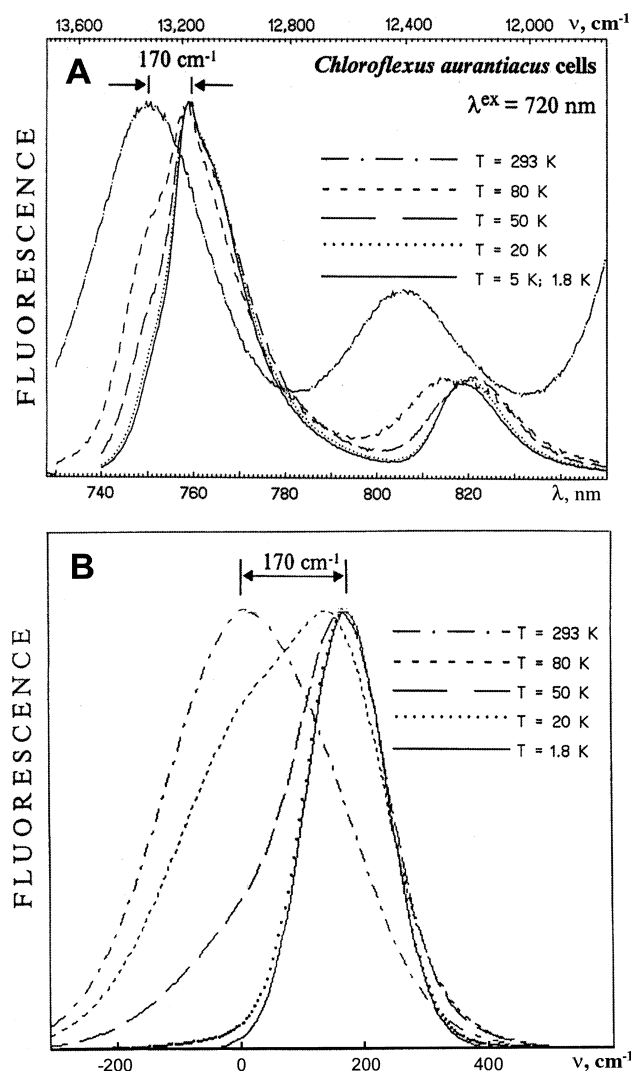 13,600 13,200 12,800 12,400 12,000 ν, cm⁻¹
A
170 cm⁻¹
Chloroflexus aurantiacus cells
λᵉˣ = 720 nm
T = 293 K
T = 80 K
T = 50 K
T = 20 K
T = 5 K; 1.8 K
FLUORESCENCE
740 760 780 800 820 λ, nm
B
170 cm⁻¹
T = 293 K
T = 80 K
T = 50 K
T = 20 K
T = 1.8 K
FLUORESCENCE
-200 0 200 400 ν, cm⁻¹